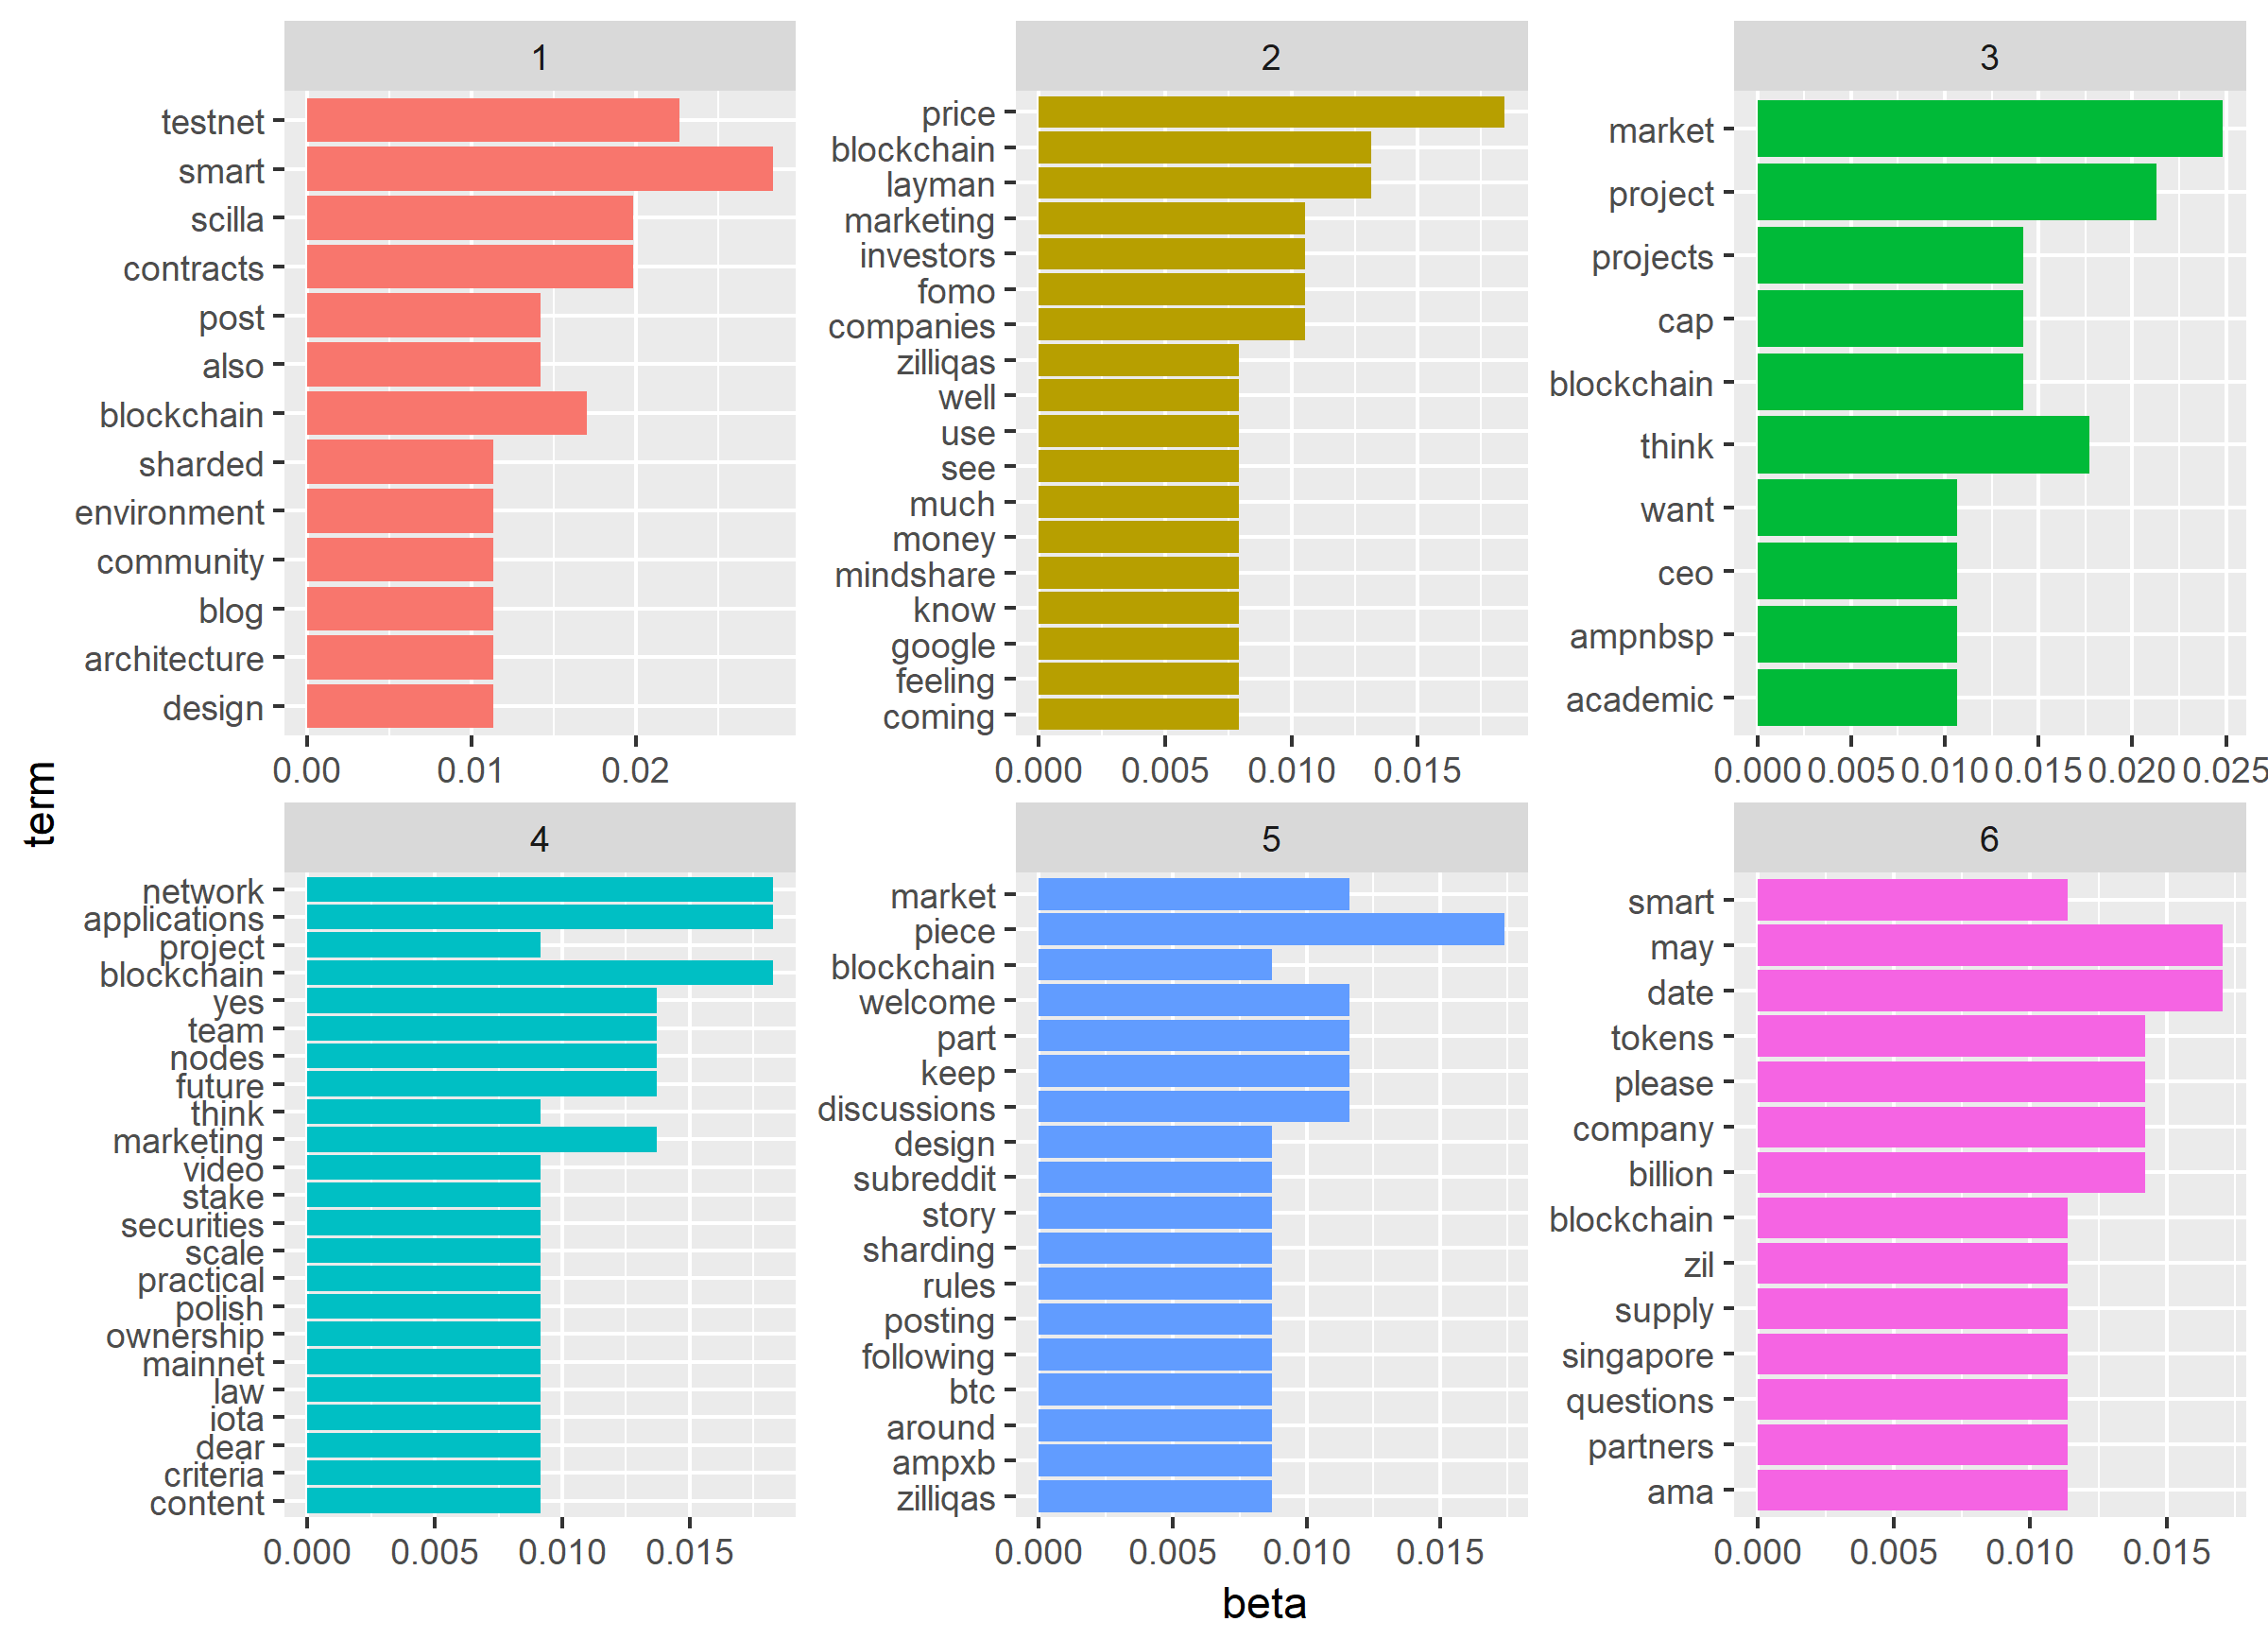 1
testnet
smart
scilla
contracts
post
also
blockchain
sharded
environment
community
blog
architecture
design
0.00 0.01 0.02
2
price
blockchain
layman
marketing
investors
fomo
companies
zilliqas
well
use
see
much
money
mindshare
know
google
feeling
coming
0.000 0.005 0.010 0.015
3
market
project
projects
cap
blockchain
think
want
ceo
ampnbsp
academic
0.000 0.005 0.010 0.015 0.020 0.025
term
4
network
applications
project
blockchain
yes
team
nodes
future
think
marketing
video
stake
securities
scale
practical
polish
ownership
mainnet
law
iota
dear
criteria
content
0.000 0.005 0.010 0.015
5
market
piece
blockchain
welcome
part
keep
discussions
design
subreddit
story
sharding
rules
posting
following
btc
around
ampxb
zilliqas
0.000 0.005 0.010 0.015
6
smart
may
date
tokens
please
company
billion
blockchain
zil
supply
singapore
questions
partners
ama
0.000 0.005 0.010 0.015
beta